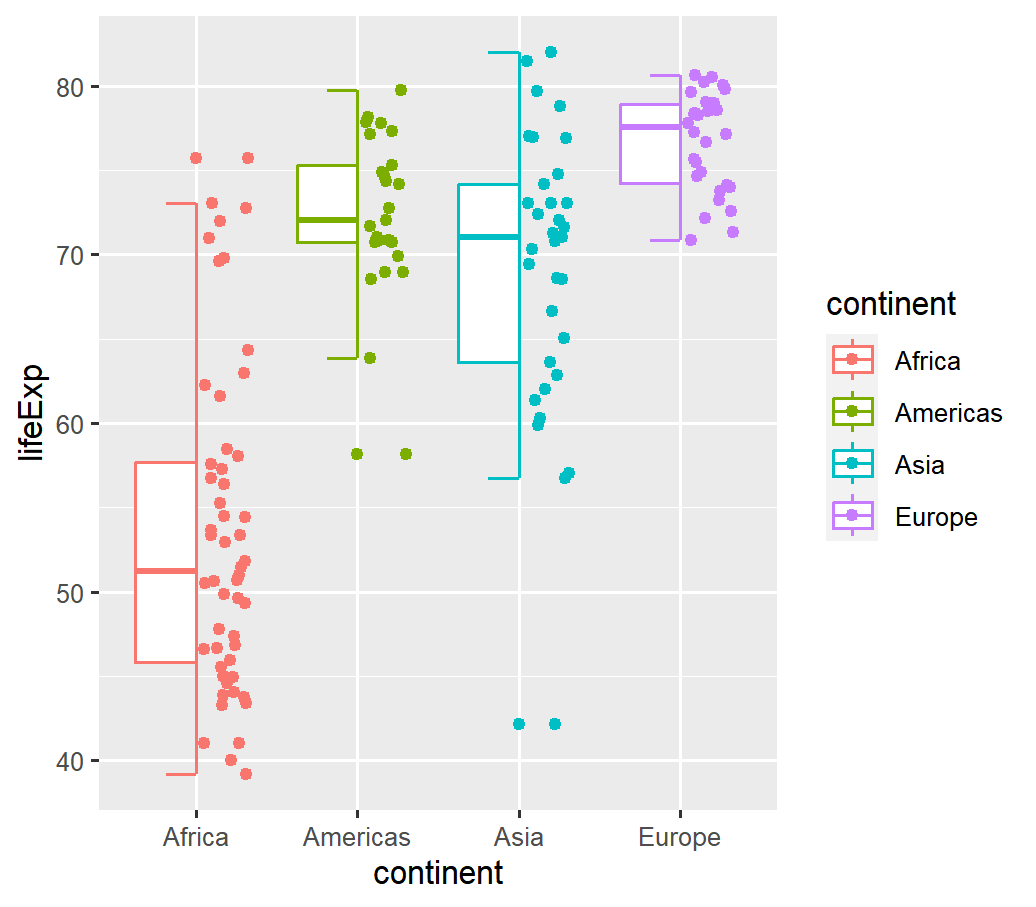 80
70
60
50
40
lifeExp
Africa
Americas
Asia
Europe
continent
continent
Africa
Americas
Asia
Europe